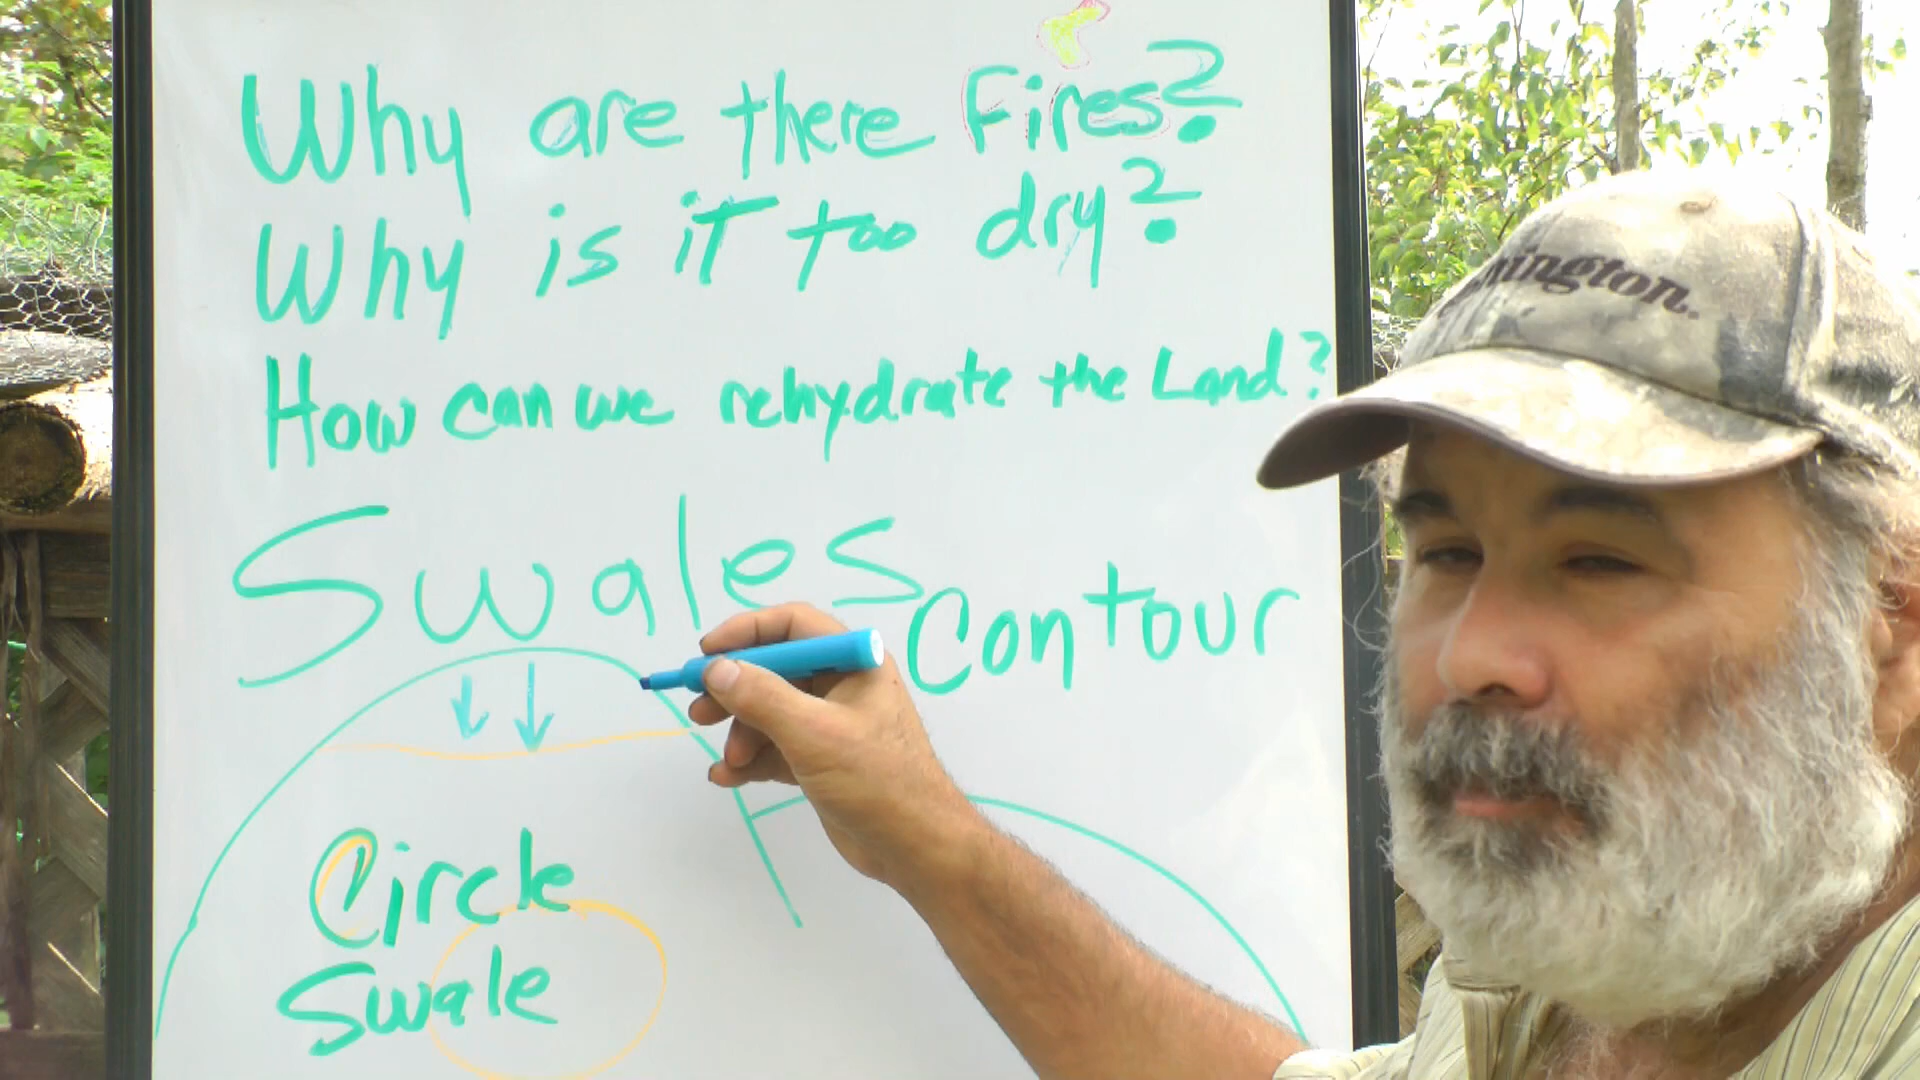 Why are there Fires?
Why is it too dry?
How can we rehydrate the Land?
Swales
Contour
Circle
Swale